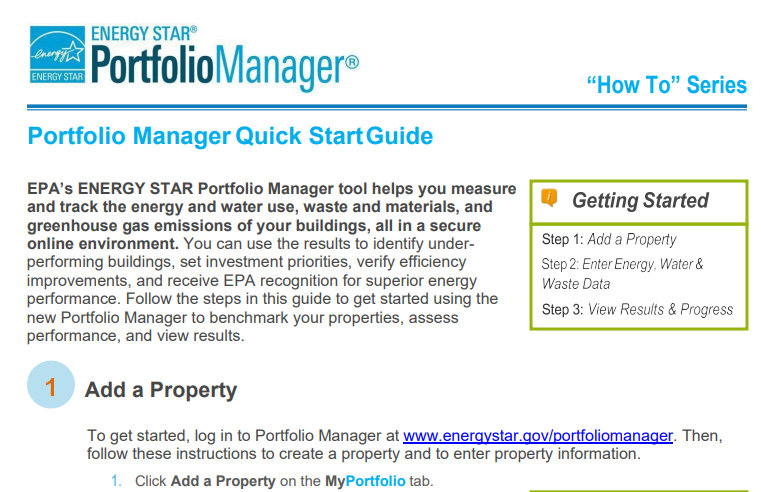 ENERGY STAR®
PortfolioManager®
energy
ENERGY STAR
“How To” Series
Portfolio Manager Quick Start Guide
EPA’s ENERGY STAR Portfolio Manager tool helps you measure
and track the energy and water use, waste and materials, and
greenhouse gas emissions of your buildings, all in a secure
online environment. You can use the results to identify under-
performing buildings, set investment priorities, verify efficiency
improvements, and receive EPA recognition for superior energy
performance. Follow the steps in this guide to get started using the
new Portfolio Manager to benchmark your properties, assess
performance, and view results.
Getting Started
Step 1: Add a Property
Step 2: Enter Energy, Water &
Waste Data
Step 3: View Results & Progress
1 Add a Property
To get started, log in to Portfolio Manager at www.energystar.gov/portfoliomanager. Then,
follow these instructions to create a property and to enter property information.
1. Click Add a Property on the MyPortfolio tab.